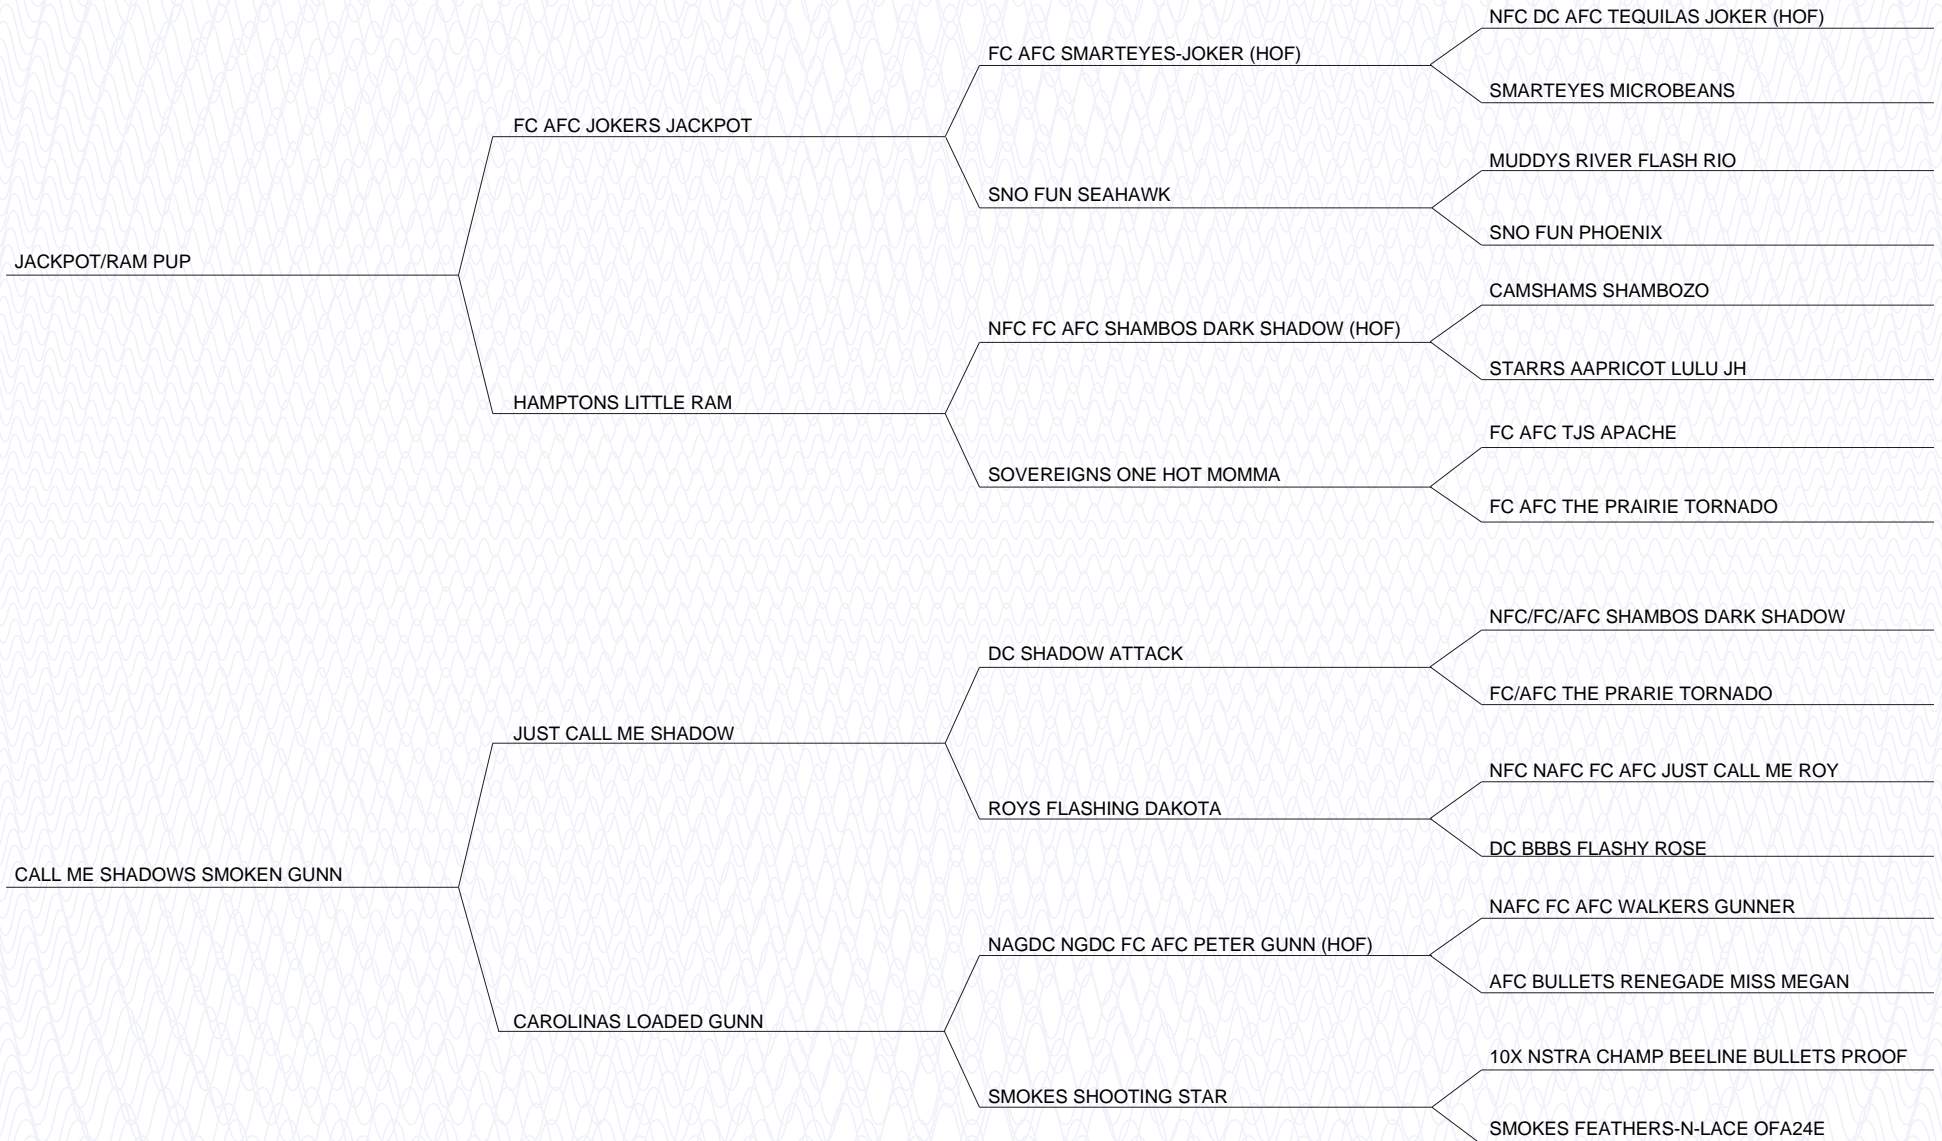 NFC DC AFC TEQUILAS JOKER (HOF)
FC AFC SMARTEYES-JOKER (HOF)
SMARTEYES MICROBEANS
FC AFC JOKERS JACKPOT
MUDDYS RIVER FLASH RIO
SNO FUN SEAHAWK
SNO FUN PHOENIX
JACKPOT/RAM PUP
CAMSHAMS SHAMBOZO
NFC FC AFC SHAMBOS DARK SHADOW (HOF)
STARRS AAPRICOT LULU JH
HAMPTONS LITTLE RAM
FC AFC TJS APACHE
SOVEREIGNS ONE HOT MOMMA
FC AFC THE PRAIRIE TORNADO
NFC/FC/AFC SHAMBOS DARK SHADOW
DC SHADOW ATTACK
FC/AFC THE PRARIE TORNADO
JUST CALL ME SHADOW
NFC NAFC FC AFC JUST CALL ME ROY
ROYS FLASHING DAKOTA
DC BBBS FLASHY ROSE
CALL ME SHADOWS SMOKEN GUNN
NAFC FC AFC WALKERS GUNNER
NAGDC NGDC FC AFC PETER GUNN (HOF)
AFC BULLETS RENEGADE MISS MEGAN
CAROLINAS LOADED GUNN
10X NSTRA CHAMP BEELINE BULLETS PROOF
SMOKES SHOOTING STAR
SMOKES FEATHERS-N-LACE OFA24E